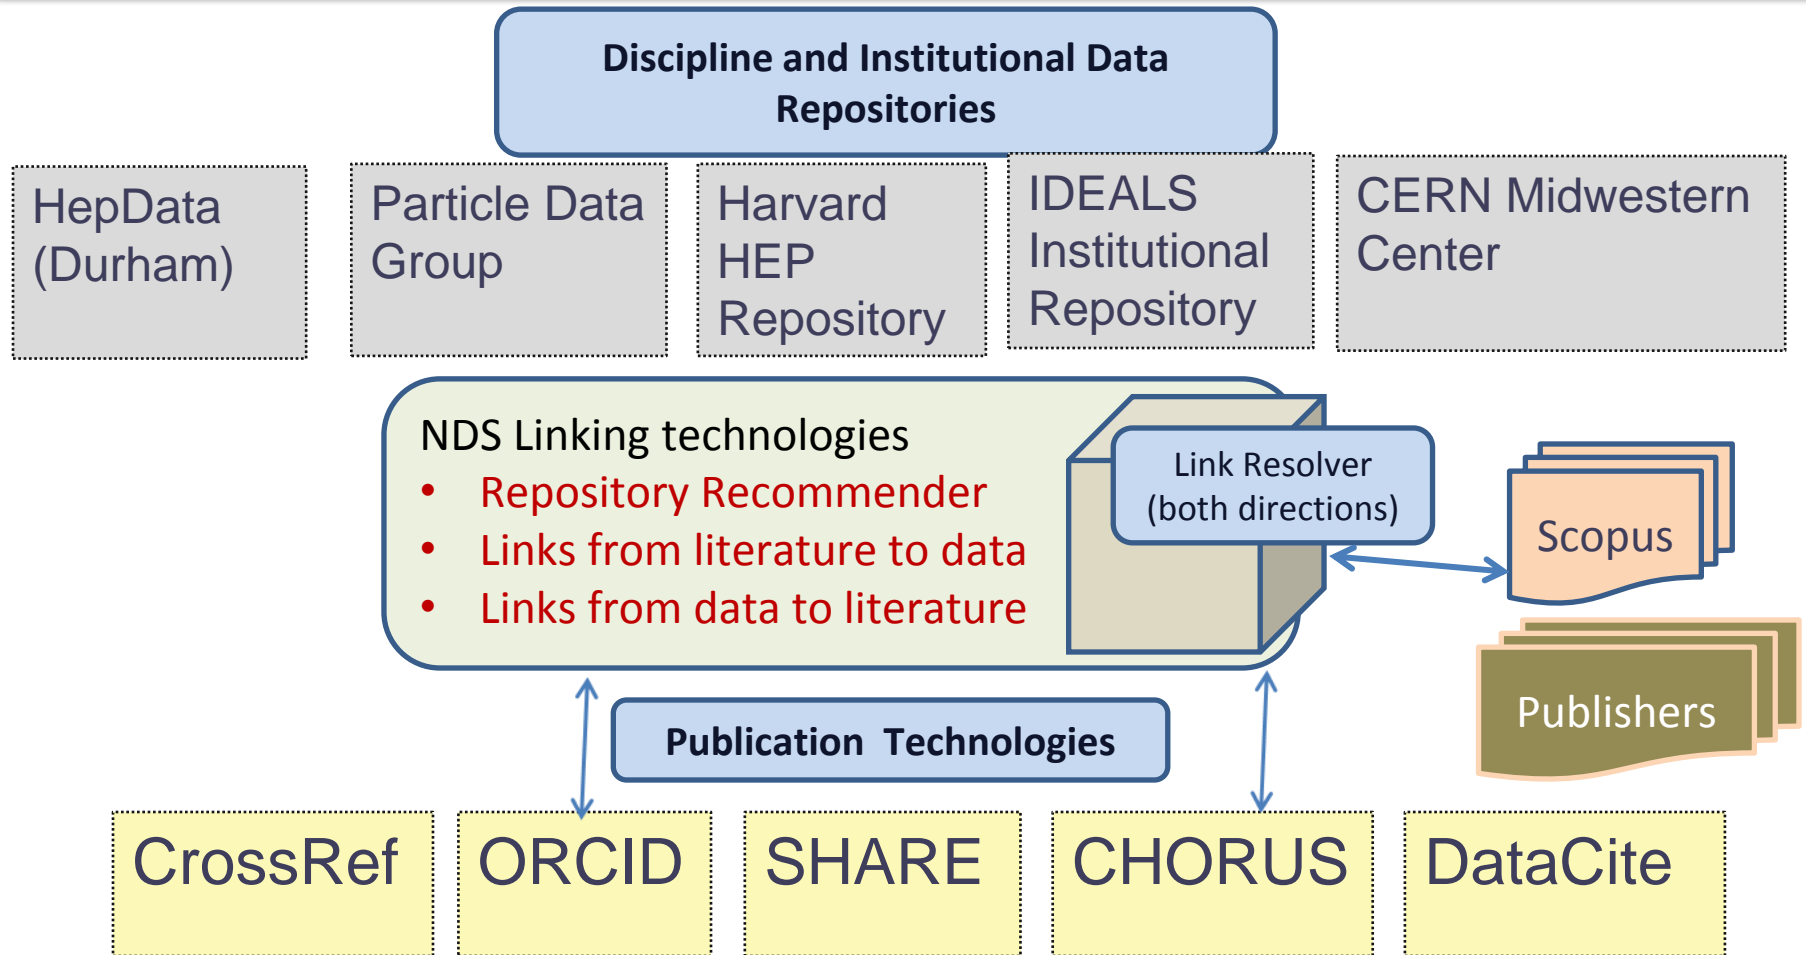 Discipline and Institutional Data
Repositories
HepData
(Durham)
Particle Data
Group
Harvard
HEP
Repository
IDEALS
Institutional
Repository
CERN Midwestern
Center
NDS Linking technologies
• Repository Recommender
• Links from literature to data
• Links from data to literature
Link Resolver
(both directions)
Scopus
Publishers
Publication Technologies
CrossRef
ORCID
SHARE
CHORUS
DataCite